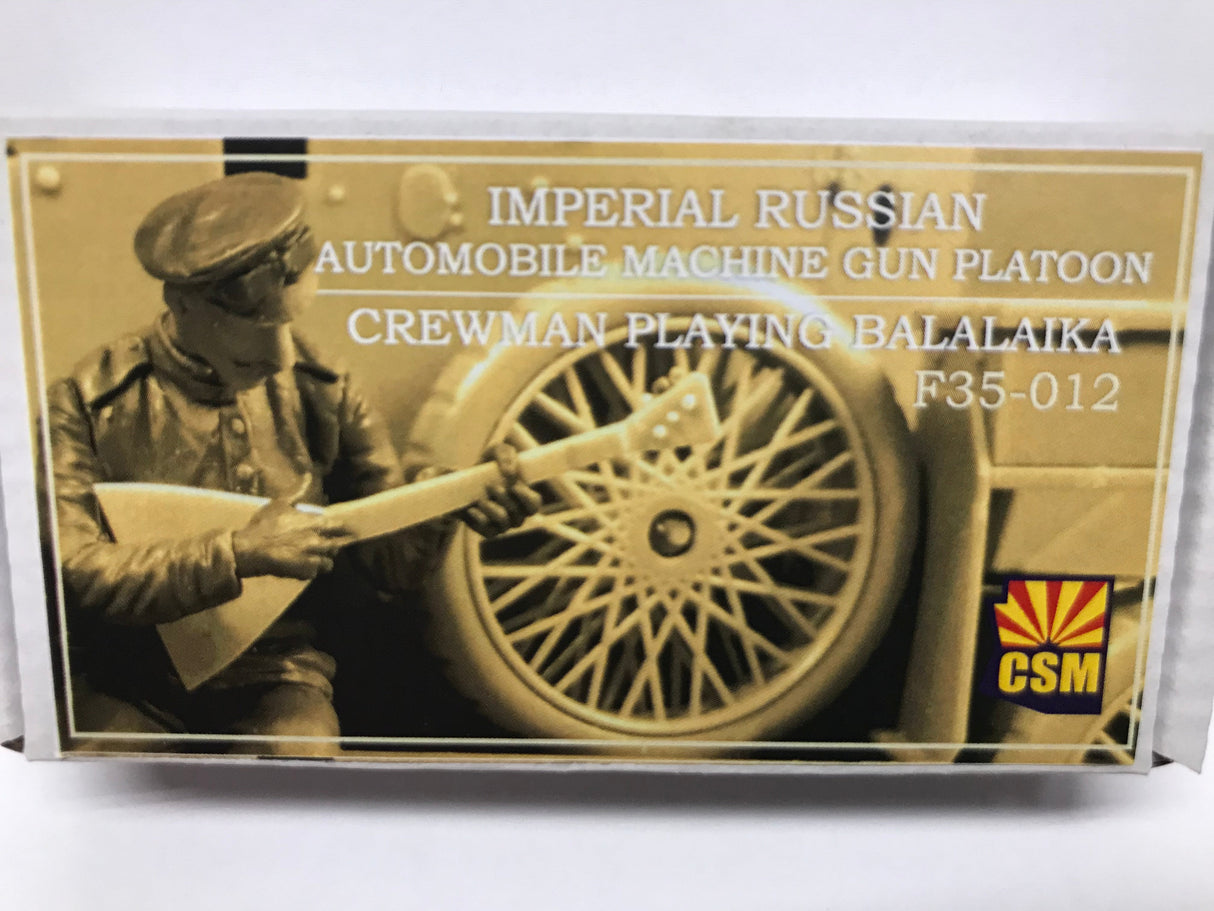 IMPERIAL RUSSIAN
AUTOMOBILE MACHINE GUN PLATOON
CREWMAN PLAYING BALALAIKA
F35-012
CSM